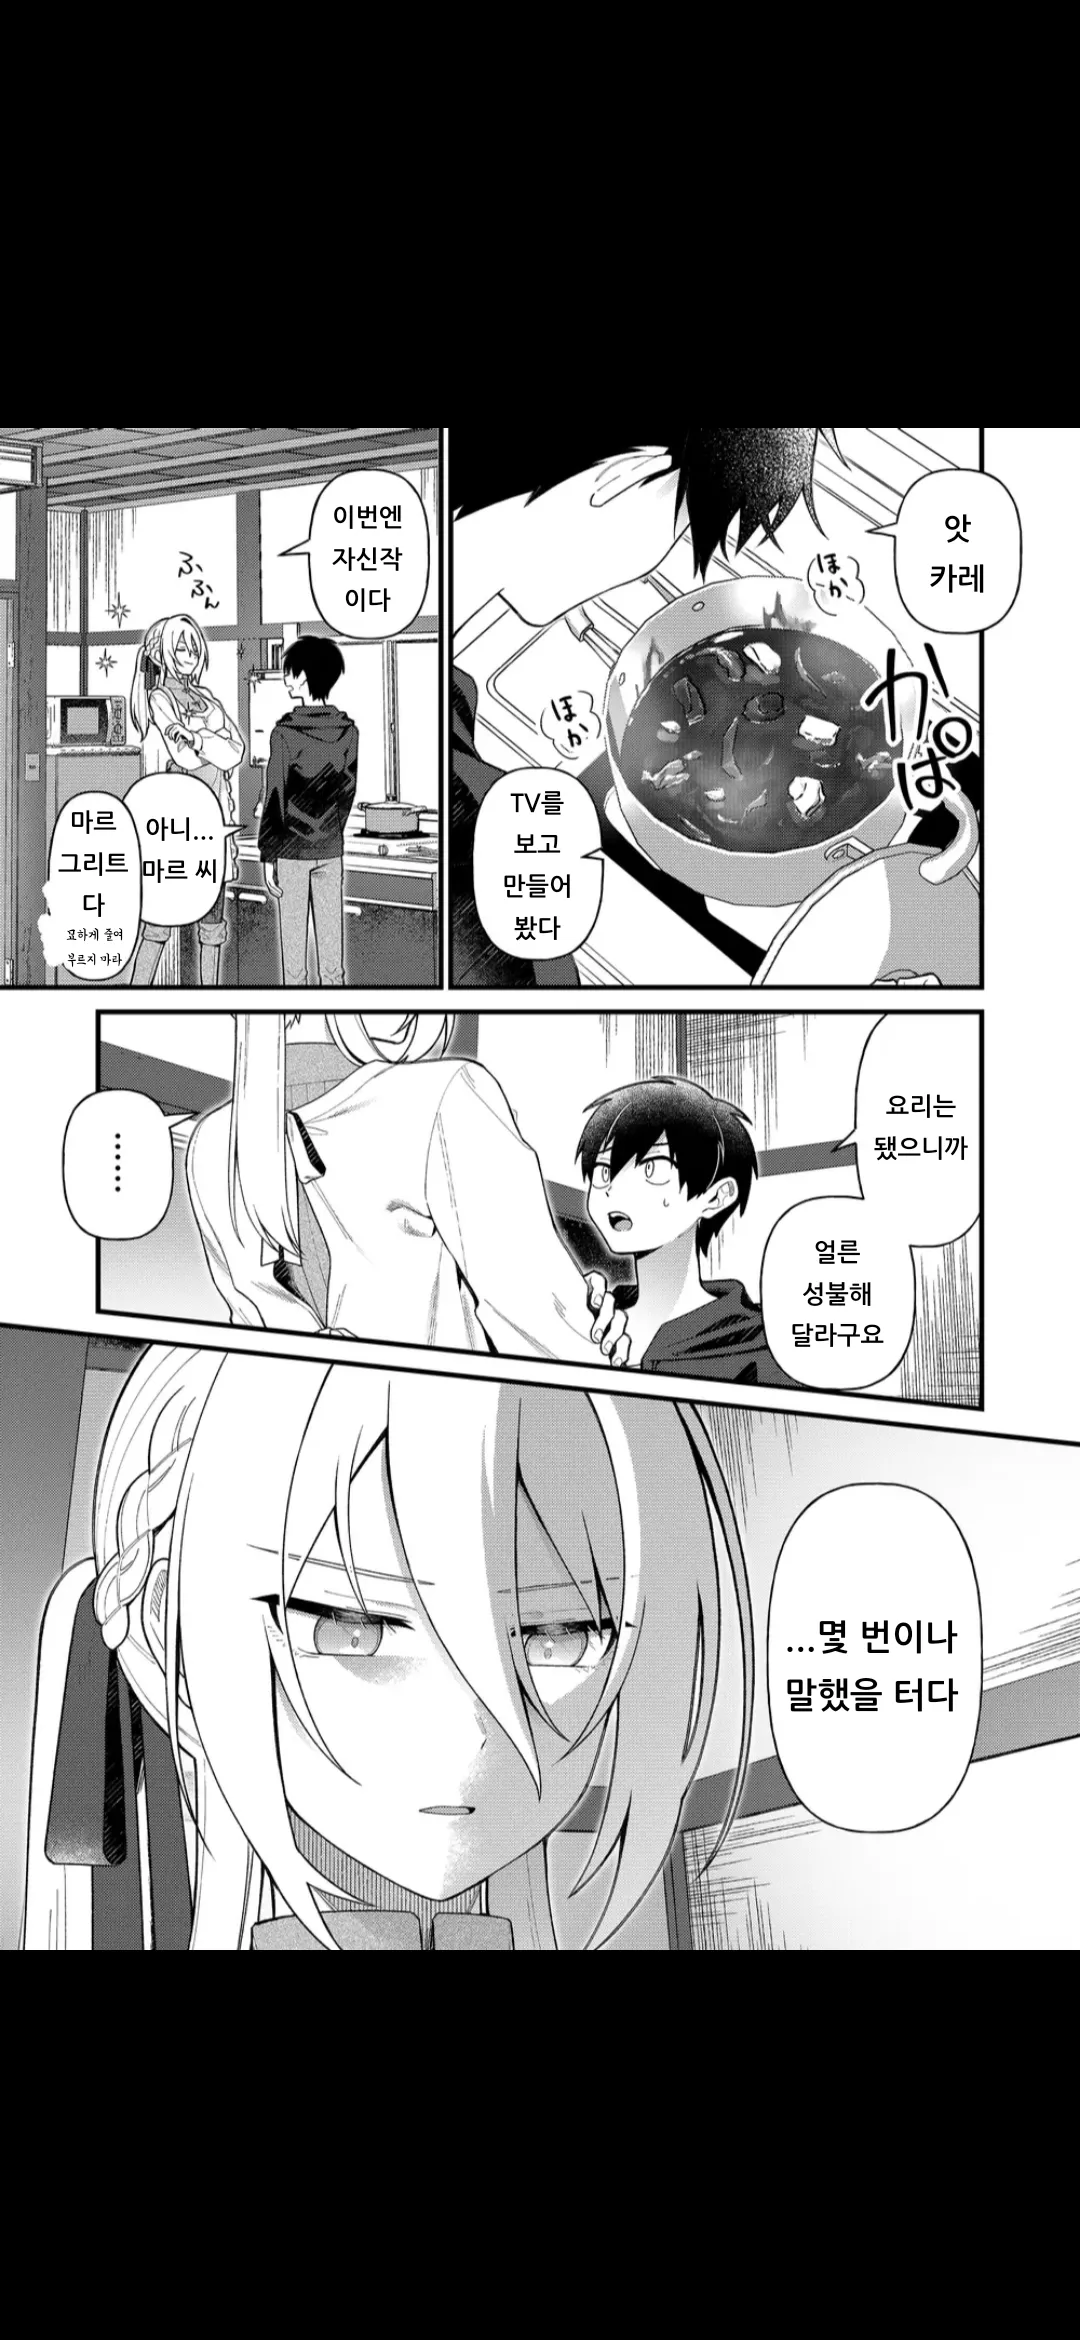 앗
카레
ほか
かぱ
ほか
TV를
보고
만들어
봤다
이번엔
자신작
이다
ふふん
아니...
마르 씨
마르
그리트
다
묘하게 줄여
부르지 마라
요리는
됐으니까
얼른
성불해
달라구요
......
...몇 번이나
말했을 터다